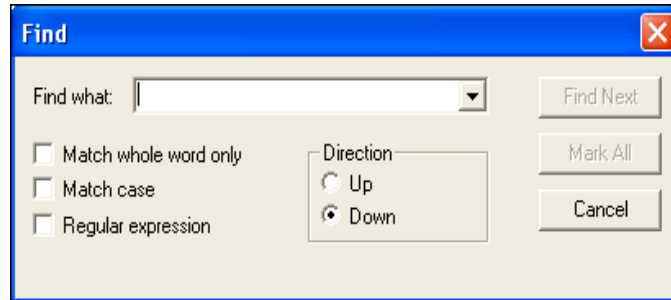 Find
Find what:
Find Next
Match whole word only
Direction
Mark All
Up
Match case
Cancel
Down
Regular expression